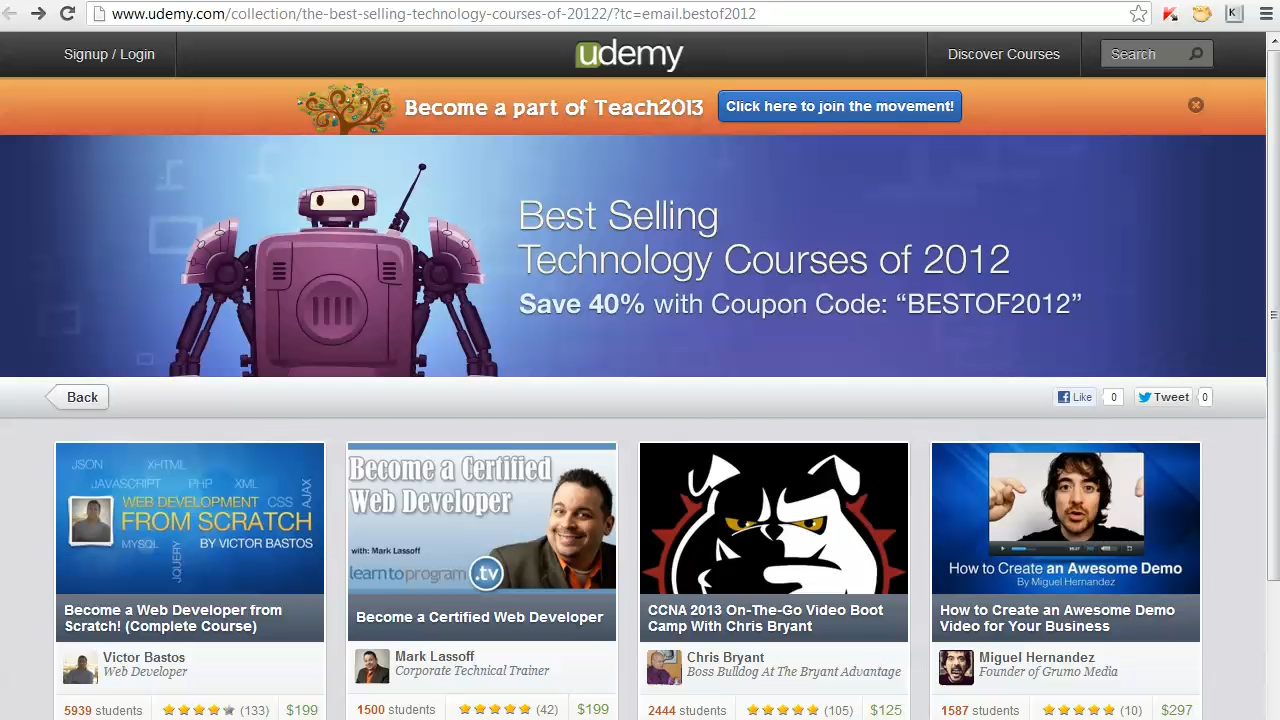 www.udemy.com/collection/the-best-selling-technology-courses-of-20122/?tc=email.bestof2012
Signup / Login
udemy
Discover Courses
Search
Become a part of Teach2013
Click here to join the movement!
Best Selling
Technology Courses of 2012
Save 40% with Coupon Code: “BESTOF2012”
Back
Like
0
Tweet
0
JSON XHTML
JAVASCRIPT PHP XML
AJAX
WEB DEVELOPMENT CSS
FROM SCRATCH
MYSQL BY VICTOR BASTOS
JQUERY
Become a Web Developer from
Scratch! (Complete Course)
Victor Bastos
Web Developer
5939 students (133) $199
Become a Certified
Web Developer
with: Mark Lassoff
learntoprogram .tv
Become a Certified Web Developer
Mark Lassoff
Corporate Technical Trainer
1500 students (42) $199
CCNA 2013 On-The-Go Video Boot
Camp With Chris Bryant
Chris Bryant
Boss Bulldog At The Bryant Advantage
2444 students (105) $125
How to Create an Awesome Demo
By Miguel Hernandez
How to Create an Awesome Demo
Video for Your Business
Miguel Hernandez
Founder of Grumo Media
1587 students (10) $297